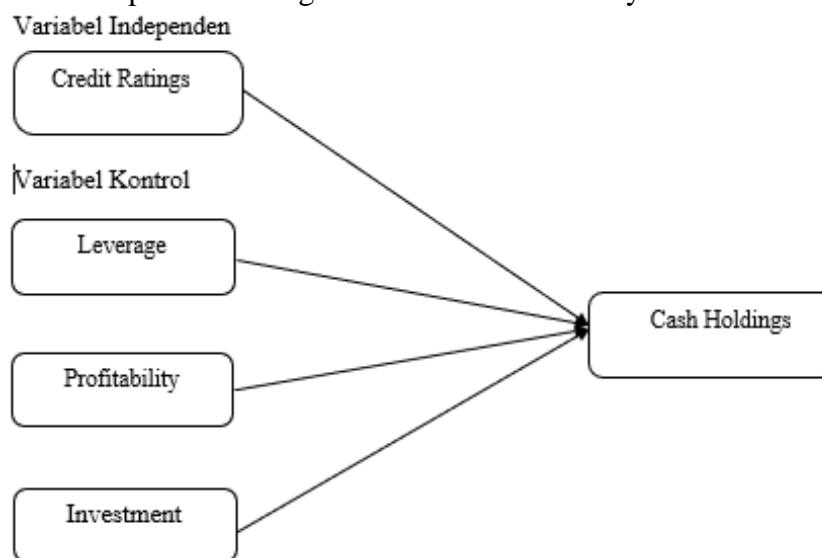 Variabel Independen
Credit Ratings
Variabel Kontrol
Leverage
Cash Holdings
Profitability
Investment